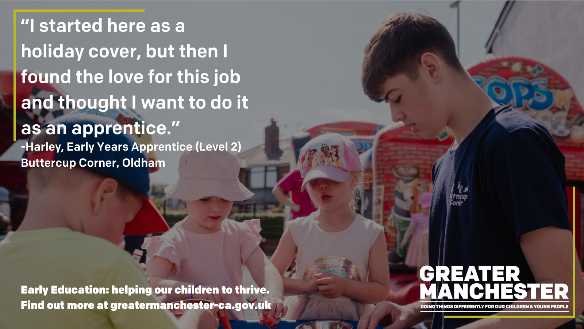 “I started here as a
holiday cover, but then I
found the love for this job
and thought I want to do it
as an apprentice.”
-Harley, Early Years Apprentice (Level 2)
Buttercup Corner, Oldham
OPS
Early Education: helping our children to thrive.
Find out more at greatermanchester-ca.gov.uk
GREATER
MANCHESTER
DOING THINGS DIFFERENTLY FOR OUR CHILDREN & YOUNG PEOPLE